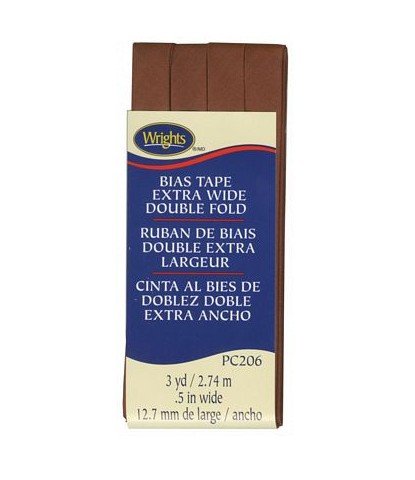 Wrights
BIAS TAPE
EXTRA WIDE
DOUBLE FOLD
RUBAN DE BIAIS
DOUBLE EXTRA
LARGEUR
CINTA AL BIES DE
DOBLEZ DOBLE
EXTRA ANCHO
PC206
3 yd / 2.74 m
.5 in wide
12.7 mm de large / ancho